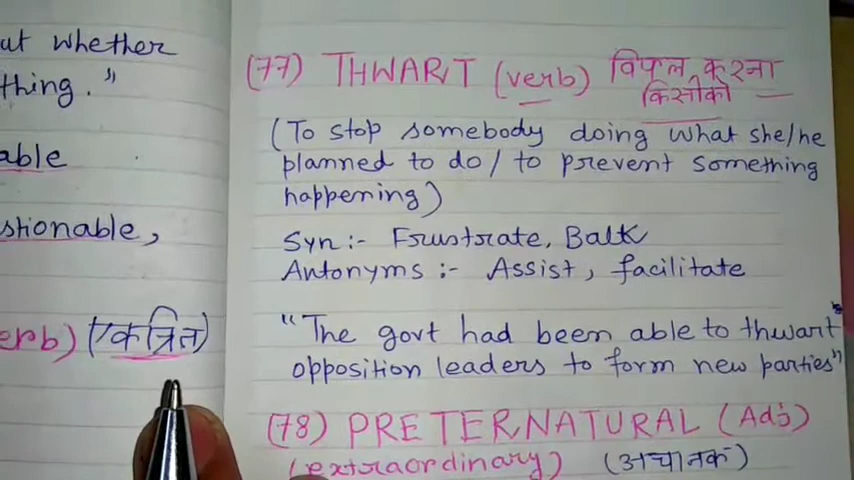 at whether
thing."
able
stionable,
erb) (एकत्रित)
(77) THWART (verb) विफल करना
किसीको
(To stop somebody doing what she/he
planned to do / to prevent something
happening)
Syn :- Frustrate, Balk
Antonyms :- Assist, facilitate
"The govt had been able to thwart
opposition leaders to form new parties"
(78) PRETERNATURAL (Adj)
(extraordinary) (अचानक)